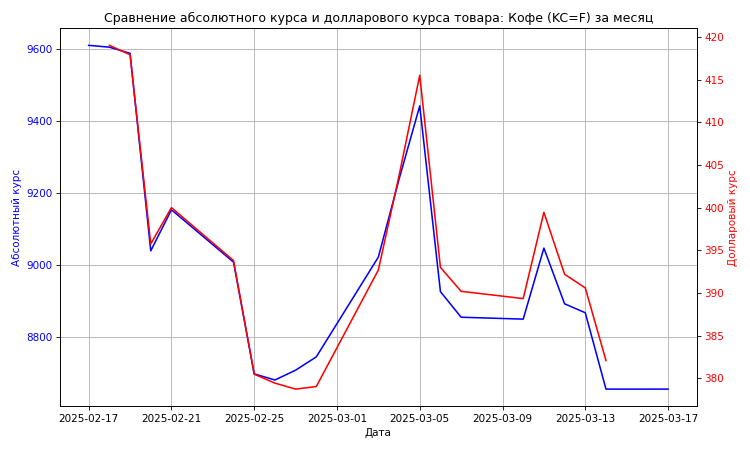 Сравнение абсолютного курса и долларового курса товара: Кофе (KC=F) за месяц
Абсолютный курс
9600
9400
9200
9000
8800
420
415
410
405
400
395
390
385
380
Долларовый курс
2025-02-17 2025-02-21 2025-02-25 2025-03-01 2025-03-05 2025-03-09 2025-03-13 2025-03-17
Дата